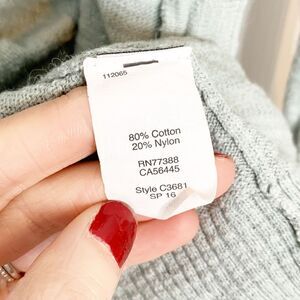 112065
80% Cotton
20% Nylon
RN77388
CA56445
Style C3681
SP 16